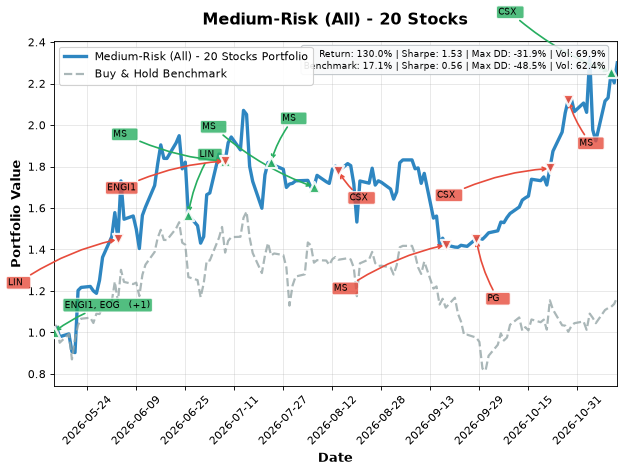 Medium-Risk (All) - 20 Stocks
CSX
Medium-Risk (All) - 20 Stocks Portfolio
Buy & Hold Benchmark
Return: 130.0% | Sharpe: 1.53 | Max DD: -31.9% | Vol: 69.9%
Benchmark: 17.1% | Sharpe: 0.56 | Max DD: -48.5% | Vol: 62.4%
MS
MS
MS
LIN
MS
ENGI1
CSX
CSX
LIN
MS
PG
ENGI1, EOG (+1)
Portfolio Value
2.4
2.2
2.0
1.8
1.6
1.4
1.2
1.0
0.8
2026-05-24
2026-06-09
2026-06-25
2026-07-11
2026-07-27
2026-08-12
2026-08-28
2026-09-13
2026-09-29
2026-10-15
2026-10-31
Date